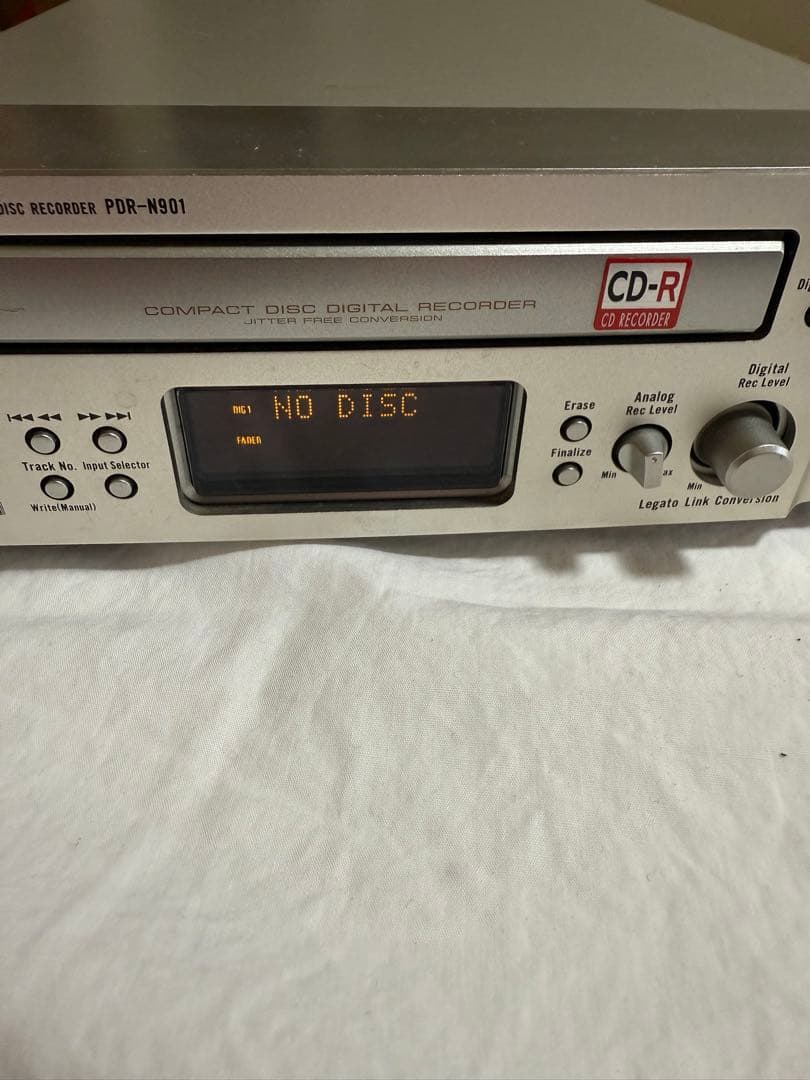 DISC RECORDER PDR-N901
COMPACT DISC DIGITAL RECORDER
JITTER FREE CONVERSION
CD-R
CD RECORDER
DIG1 NO DISC
FADER
Track No. Input Selector
Write(Manual)
Erase
Finalize
Analog
Rec Level
Min
Digital
Rec Level
Min
Legato Link Conversion